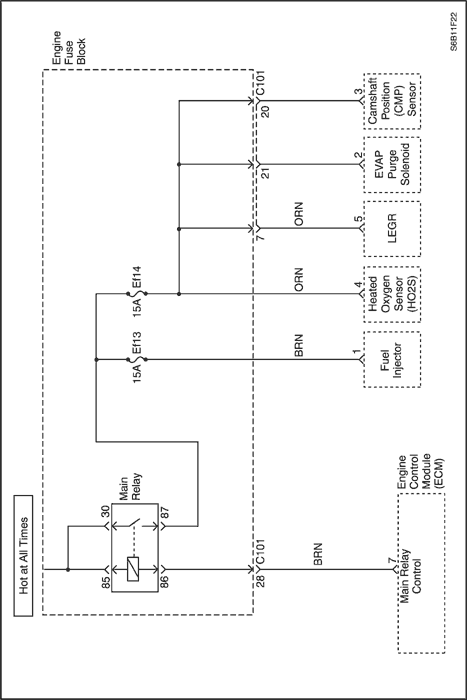 Hot at All Times
Engine
Fuse
Block
85
30
Main
Relay
86
87
15A Ef13
15A Ef14
28
C101
7
21
20
C101
BRN
BRN
ORN
ORN
7
1
4
5
2
3
Main Relay
Control
Engine
Control
Module
(ECM)
Fuel
Injector
Heated
Oxygen
Sensor
(HO2S)
LEGR
EVAP
Purge
Solenoid
Camshaft
Position
(CMP)
Sensor
S6B11F22